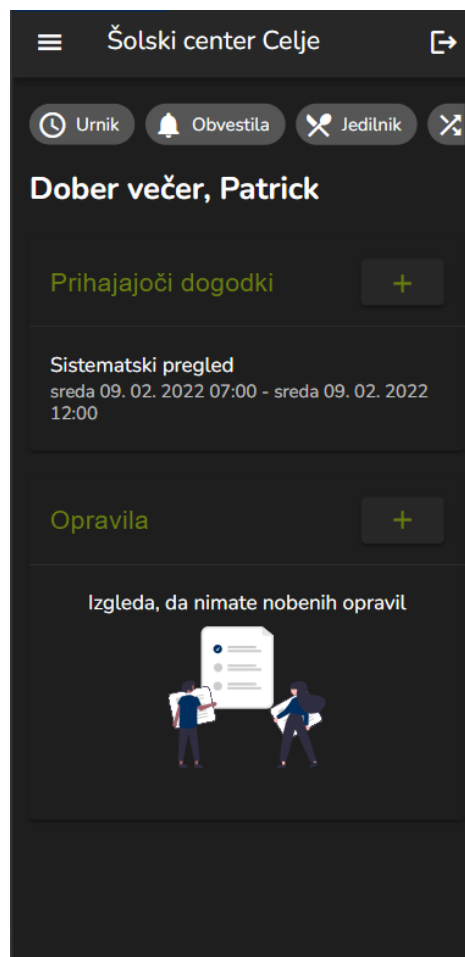 Šolski center Celje
Urnik Obvestila Jedilnik
Dober večer, Patrick
Prihajajoči dogodki +
Sistematski pregled
sreda 09. 02. 2022 07:00 - sreda 09. 02. 2022
12:00
Opravila +
Izgleda, da nimate nobenih opravil